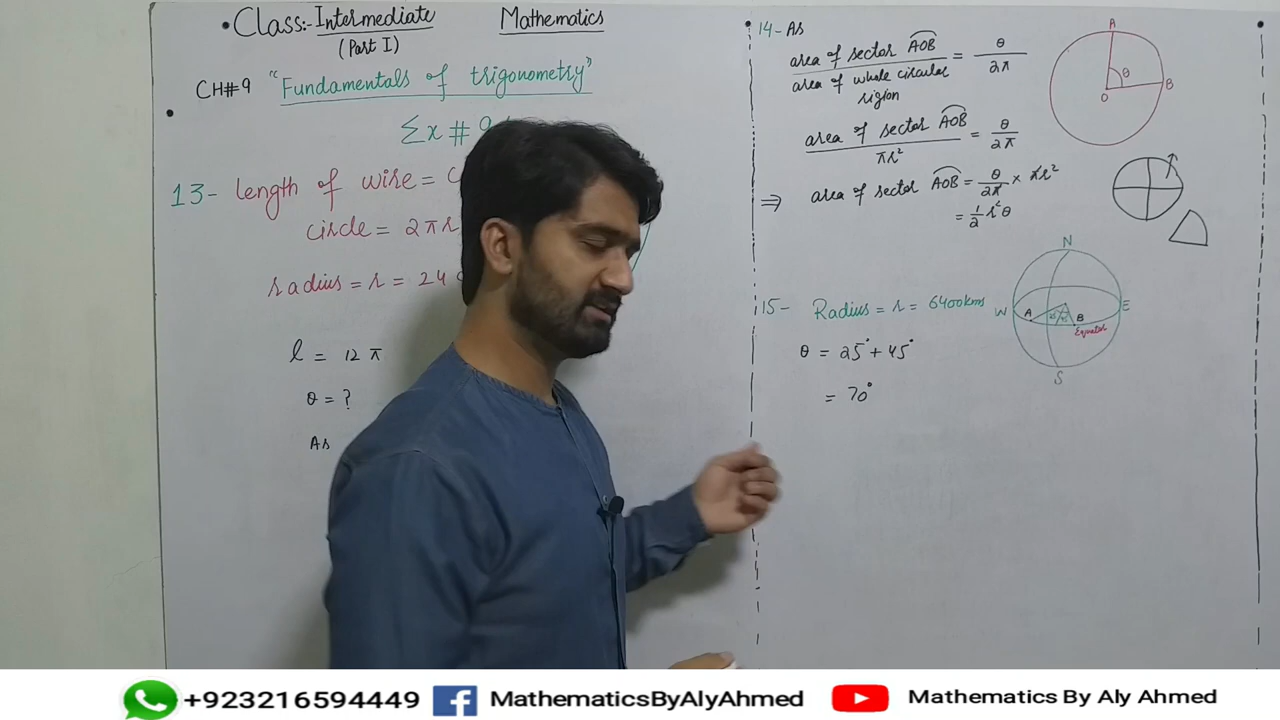 • Class:- Intermediate Mathematics
(Part I)
CH#9 "Fundamentals of trigonometry"
Ex # 9
13- length of wire =
circle = 2πr
radius = r = 24
l = 12 π
θ = ?
As
14- As
area of sector AOB / area of whole circular rigion = θ / 2π
area of sector AOB / πr² = θ / 2π
⇒ area of sector AOB = θ/2π × πr²
= 1/2 r²θ
A
θ
O
B
15- Radius = r = 6400kms
θ = 25° + 45°
= 70°
N
W
E
A
B
Equator
S
+923216594449 MathematicsByAlyAhmed Mathematics By Aly Ahmed